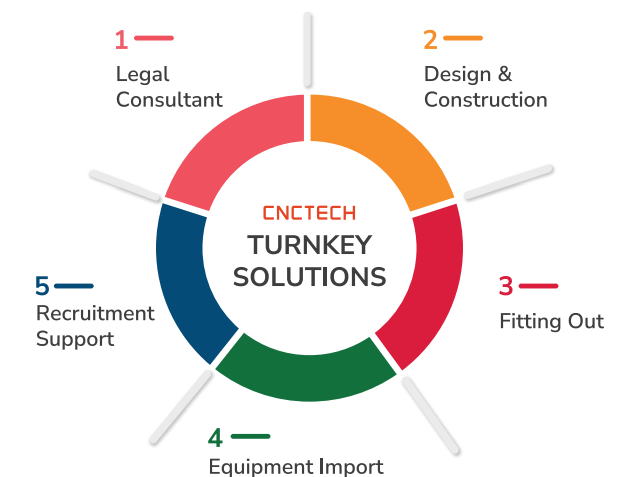 1
Legal
Consultant
2
Design &
Construction
CNCTECH
TURNKEY
SOLUTIONS
3
Fitting Out
4
Equipment Import
5
Recruitment
Support